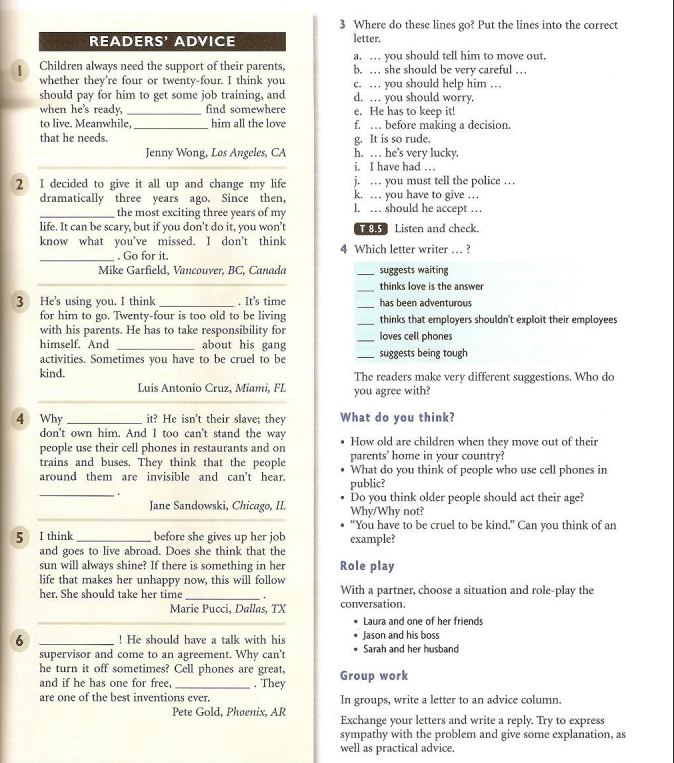 READERS' ADVICE
1 Children always need the support of their parents,
whether they're four or twenty-four. I think you
should pay for him to get some job training, and
when he's ready, ____________ find somewhere
to live. Meanwhile, ____________ him all the love
that he needs.
Jenny Wong, Los Angeles, CA
2 I decided to give it all up and change my life
dramatically three years ago. Since then,
____________ the most exciting three years of my
life. It can be scary, but if you don't do it, you won't
know what you've missed. I don't think
____________ . Go for it.
Mike Garfield, Vancouver, BC, Canada
3 He's using you. I think ____________ . It's time
for him to go. Twenty-four is too old to be living
with his parents. He has to take responsibility for
himself. And ____________ about his gang
activities. Sometimes you have to be cruel to be
kind.
Luis Antonio Cruz, Miami, FL
4 Why ____________ it? He isn't their slave; they
don't own him. And I too can't stand the way
people use their cell phones in restaurants and on
trains and buses. They think that the people
around them are invisible and can't hear.
____________ .
Jane Sandowski, Chicago, IL
5 I think ____________ before she gives up her job
and goes to live abroad. Does she think that the
sun will always shine? If there is something in her
life that makes her unhappy now, this will follow
her. She should take her time ____________ .
Marie Pucci, Dallas, TX
6 ____________ ! He should have a talk with his
supervisor and come to an agreement. Why can't
he turn it off sometimes? Cell phones are great,
and if he has one for free, ____________ . They
are one of the best inventions ever.
Pete Gold, Phoenix, AR
3 Where do these lines go? Put the lines into the correct
letter.
a. … you should tell him to move out.
b. … she should be very careful …
c. … you should help him …
d. … you should worry.
e. He has to keep it!
f. … before making a decision.
g. It is so rude.
h. … he's very lucky.
i. I have had …
j. … you must tell the police …
k. … you have to give …
l. … should he accept …
T 8.5 Listen and check.
4 Which letter writer … ?
___ suggests waiting
___ thinks love is the answer
___ has been adventurous
___ thinks that employers shouldn't exploit their employees
___ loves cell phones
___ suggests being tough
The readers make very different suggestions. Who do
you agree with?
What do you think?
• How old are children when they move out of their
parents' home in your country?
• What do you think of people who use cell phones in
public?
• Do you think older people should act their age?
Why/Why not?
• "You have to be cruel to be kind." Can you think of an
example?
Role play
With a partner, choose a situation and role-play the
conversation.
• Laura and one of her friends
• Jason and his boss
• Sarah and her husband
Group work
In groups, write a letter to an advice column.
Exchange your letters and write a reply. Try to express
sympathy with the problem and give some explanation, as
well as practical advice.